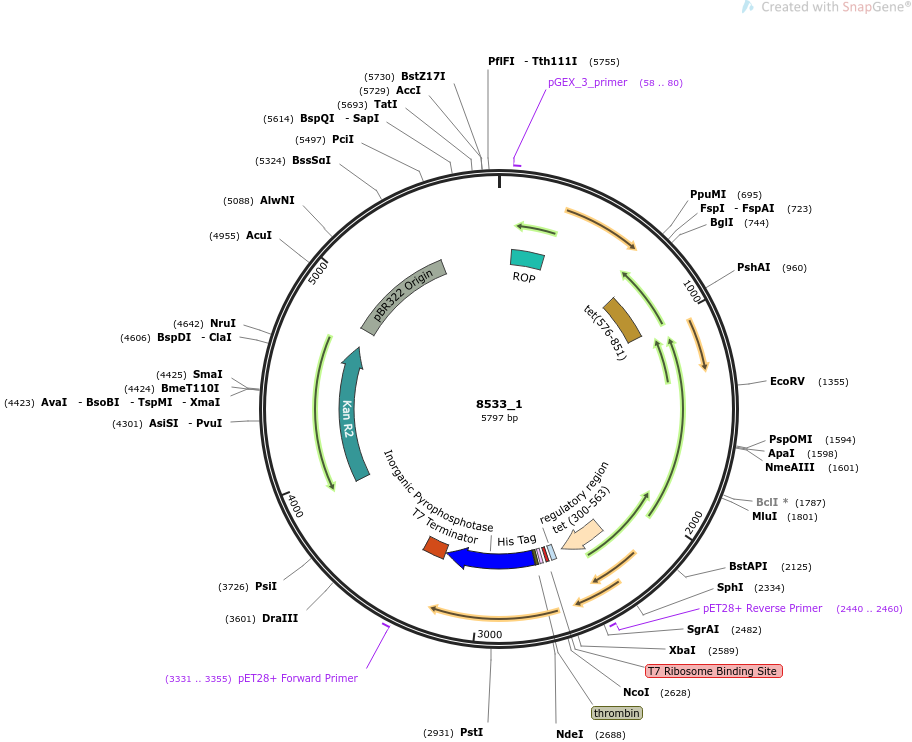 Created with SnapGene®
PflFI - Tth111I (5755)
pGEX_3_primer (58 .. 80)
(5730) BstZ17I
(5729) AccI
(5693) TatI
(5614) BspQI - SapI
(5497) PciI
(5324) BssSαI
(5088) AlwNI
(4955) AcuI
(4642) NruI
(4606) BspDI - ClaI
(4425) SmaI
(4424) BmeT110I
(4423) AvaI - BsoBI - TspMI - XmaI
(4301) AsiSI - PvuI
(3726) PsiI
(3601) DraIII
(3331 .. 3355) pET28+ Forward Primer
(2931) PstI
PpuMI (695)
FspI - FspAI (723)
BglI (744)
PshAI (960)
EcoRV (1355)
PspOMI (1594)
ApaI (1598)
NmeAIII (1601)
BclI * (1787)
MluI (1801)
BstAPI (2125)
SphI (2334)
pET28+ Reverse Primer (2440 .. 2460)
SgrAI (2482)
XbaI (2589)
T7 Ribosome Binding Site
NcoI (2628)
thrombin
NdeI (2688)
1000
2000
3000
4000
5000
ROP
tet(576-851)
pBR322 Origin
Kan R2
8533_1
5797 bp
Inorganic Pyrophosphotase
T7 Terminator
His Tag
regulatory region
tet (300-563)